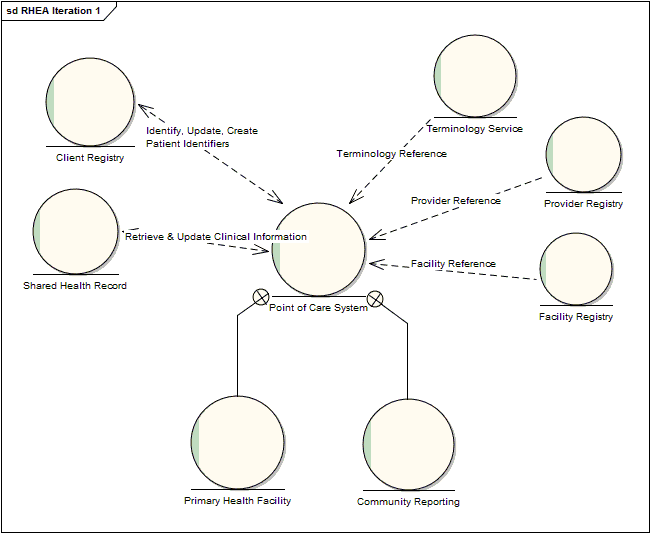 sd RHEA Iteration 1
Terminology Service
Identify, Update, Create
Patient Identifiers
Client Registry
Terminology Reference
Provider Reference
Provider Registry
Retrieve & Update Clinical Information
Facility Reference
Shared Health Record
Point of Care System
Facility Registry
Primary Health Facility
Community Reporting